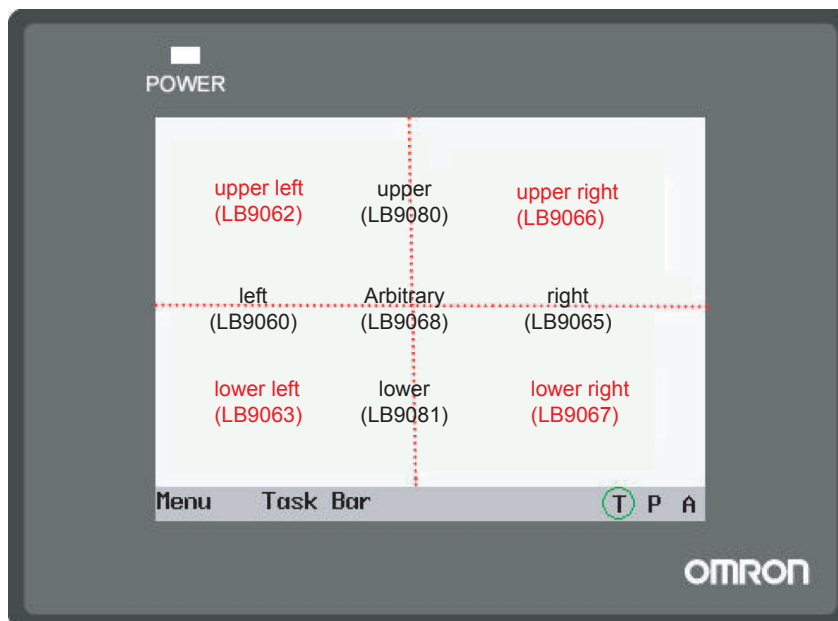 POWER
upper left
(LB9062)
upper
(LB9080)
upper right
(LB9066)
left
(LB9060)
Arbitrary
(LB9068)
right
(LB9065)
lower left
(LB9063)
lower
(LB9081)
lower right
(LB9067)
Menu Task Bar T P A
OMRON